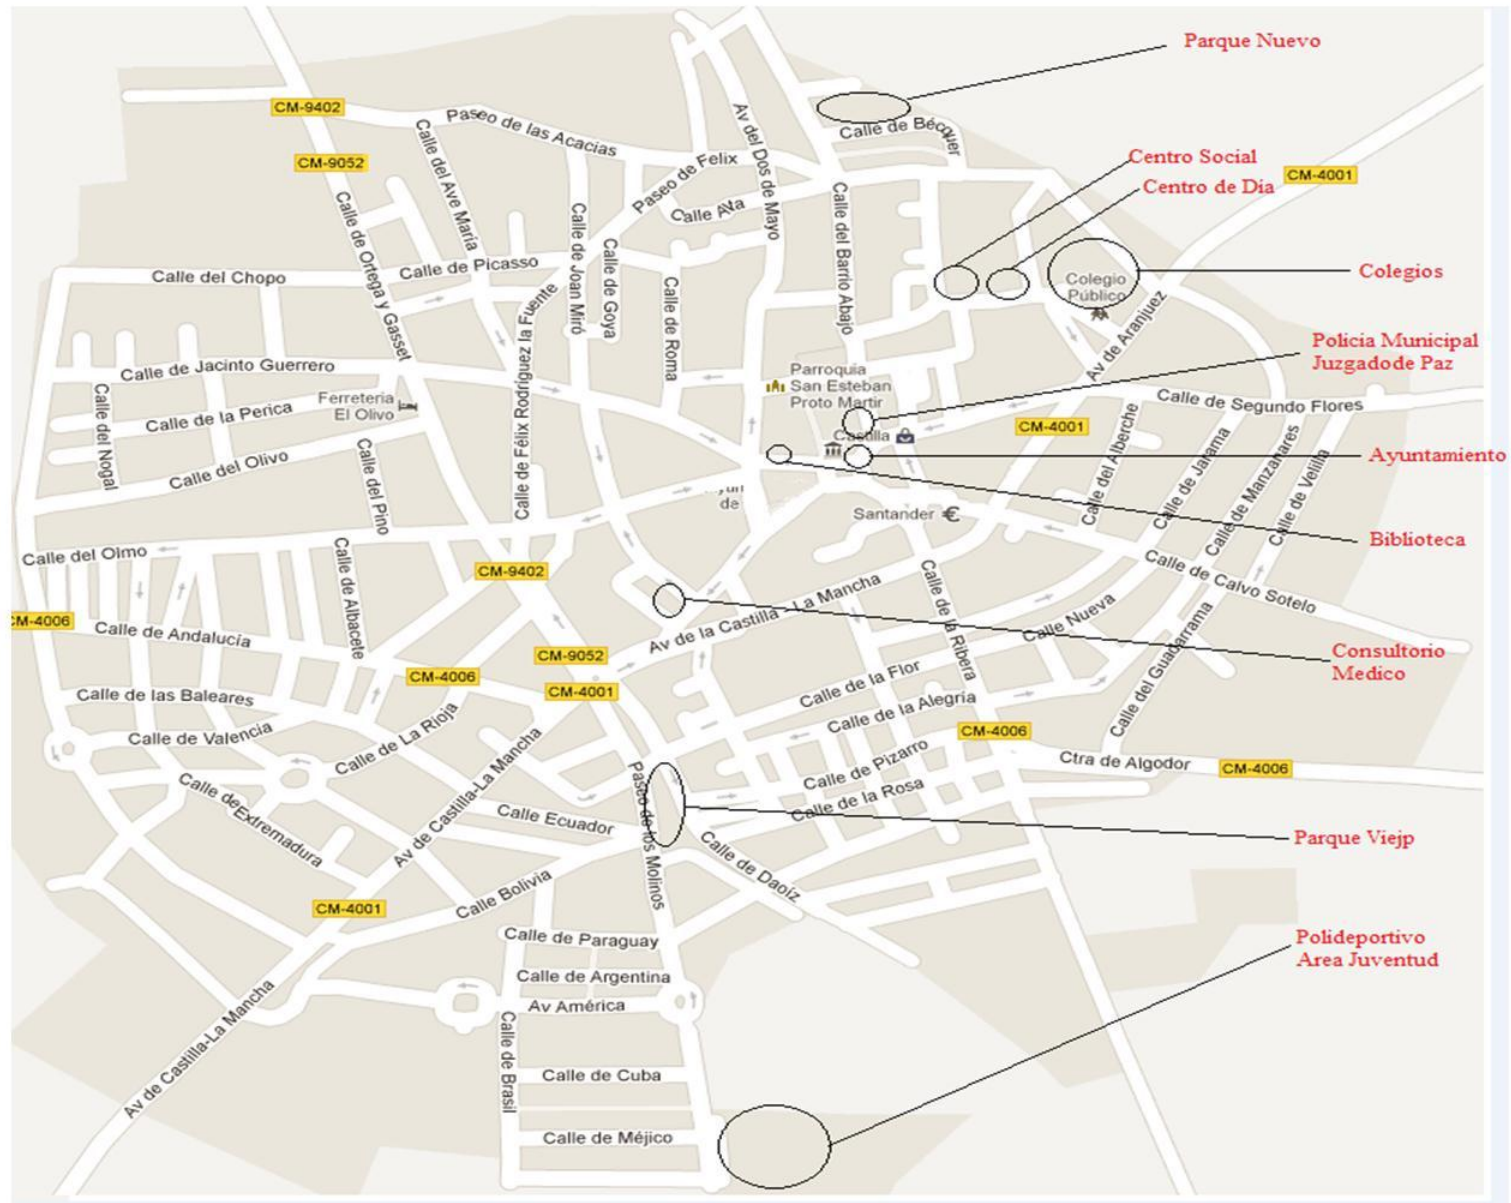 Parque Nuevo
CM-9402
Paseo de las Acacias
Av del Dos de Mayo
Calle de Bécquer
CM-9052
Calle del Ave María
Paseo de Felix
Centro Social
CM-4001
Centro de Dia
Calle de Ortega y Gasset
Calle de Joan Miró
Calle Alta
Calle del Barrio Abajo
Calle de Goya
Calle del Chopo
Calle de Picasso
Calle de Roma
Colegio
Público
Colegios
Calle de Félix Rodríguez la Fuente
Av de Aranjuez
Policia Municipal
Juzgado de Paz
Calle de Jacinto Guerrero
Parroquia
San Esteban
Proto Martir
Calle del Nogal
Calle de la Perica
Ferreteria
El Olivo
Calle de Segundo Flores
Castilla
CM-4001
Calle del Alberche
Calle de Jarama
Calle de Manzanares
Calle de Velilla
Ayuntamiento
Calle del Olivo
Calle del Pino
de
Santander
Biblioteca
Calle del Olmo
Calle de Albacete
CM-9402
Calle de la Ribera
Calle de Calvo Sotelo
CM-4006
Calle de Andalucía
Av de la Castilla - La Mancha
Calle Nueva
Calle del Guadarrama
CM-9052
Consultorio
Medico
CM-4006
CM-4001
Calle de la Flor
Calle de las Baleares
Calle de la Alegría
Calle de Valencia
Calle de La Rioja
CM-4006
Calle de Pizarro
Ctra de Algodor
CM-4006
Calle de Extremadura
Av de Castilla-La Mancha
Paseo de los Molinos
Calle de la Rosa
Calle Ecuador
Calle de Daoíz
Parque Viejp
Calle Bolivia
CM-4001
Calle de Paraguay
Polideportivo
Area Juventud
Calle de Argentina
Av América
Av de Castilla-La Mancha
Calle de Brasil
Calle de Cuba
Calle de Méjico